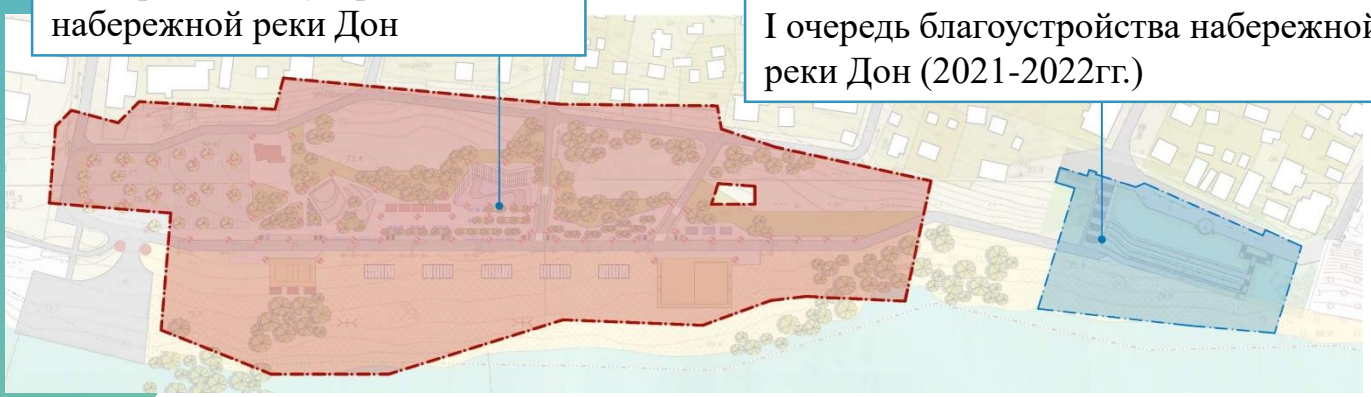 набережной реки Дон
I очередь благоустройства набережной
реки Дон (2021-2022гг.)